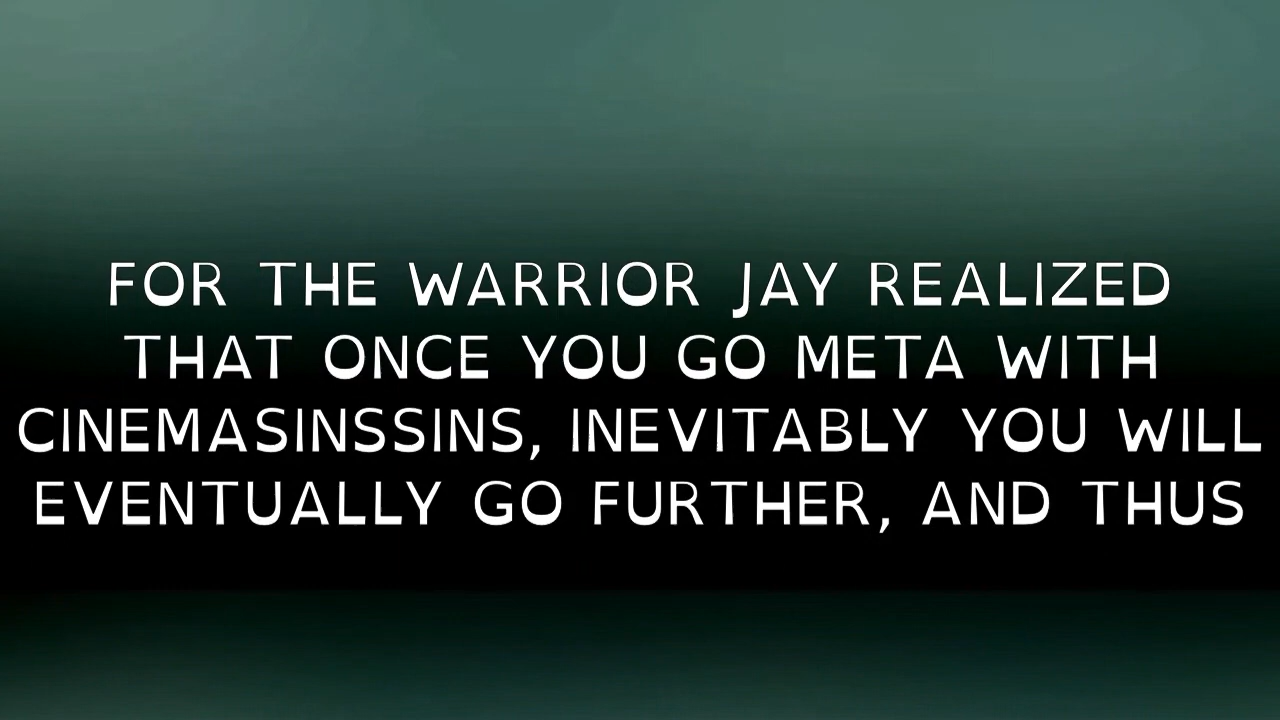 FOR THE WARRIOR JAY REALIZED
THAT ONCE YOU GO META WITH
CINEMASINSSINS, INEVITABLY YOU WILL
EVENTUALLY GO FURTHER, AND THUS